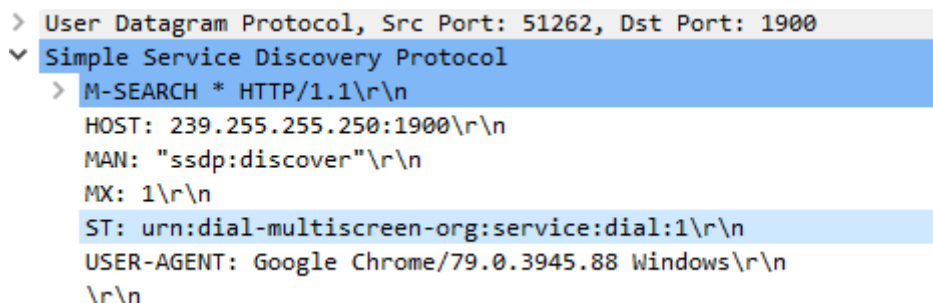 User Datagram Protocol, Src Port: 51262, Dst Port: 1900
Simple Service Discovery Protocol
M-SEARCH * HTTP/1.1\r\n
HOST: 239.255.255.250:1900\r\n
MAN: "ssdp:discover"\r\n
MX: 1\r\n
ST: urn:dial-multiscreen-org:service:dial:1\r\n
USER-AGENT: Google Chrome/79.0.3945.88 Windows\r\n
\r\n